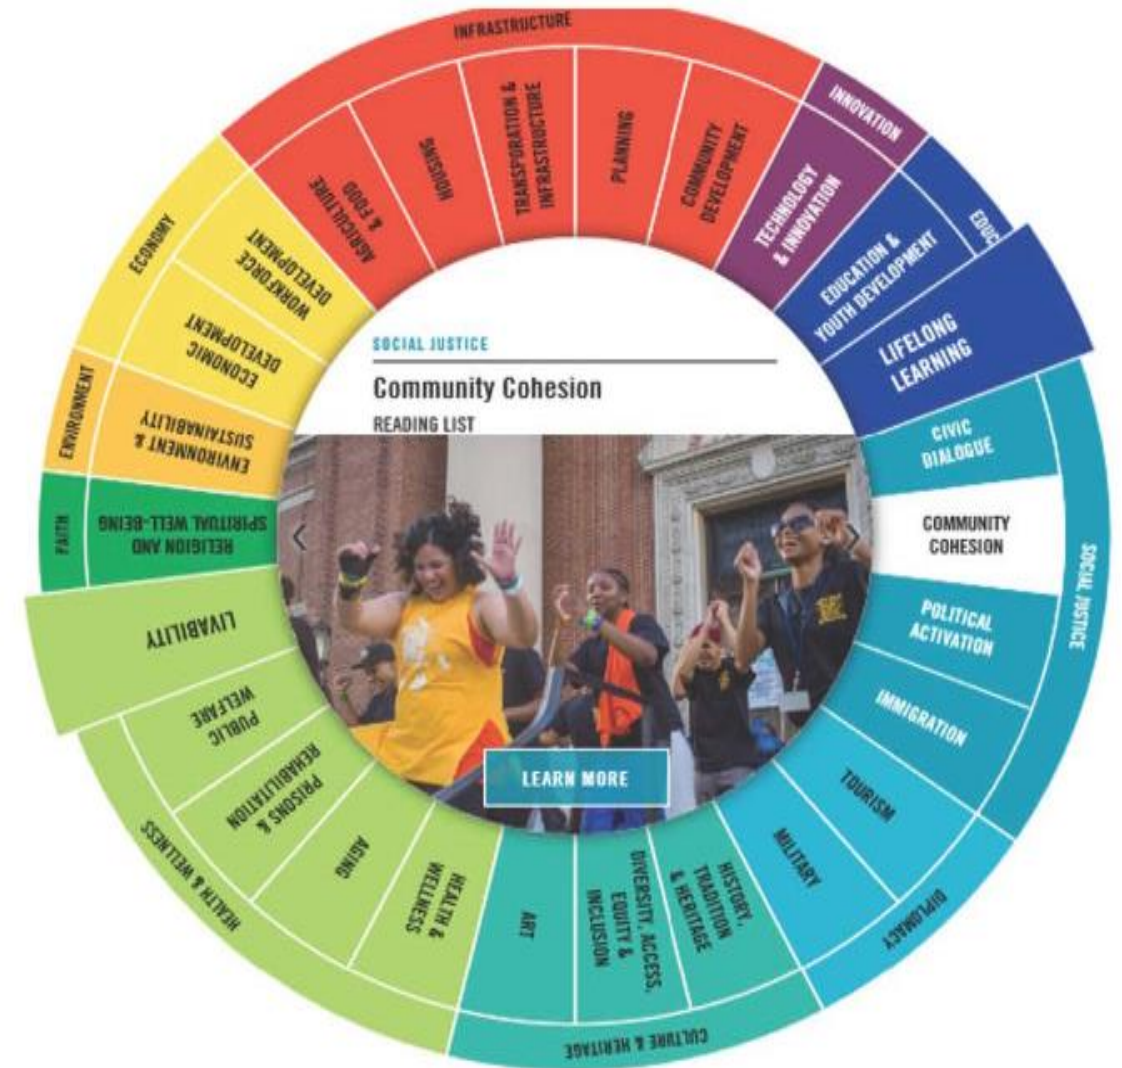 INFRASTRUCTURE
AGRICULTURE
& FOOD
HOUSING
TRANSPORATION &
INFRASTRUCTURE
PLANNING
COMMUNITY
DEVELOPMENT
INNOVATION
TECHNOLOGY
& INNOVATION
EDUC
EDUCATION &
YOUTH DEVELOPMENT
LIFELONG
LEARNING
SOCIAL JUSTICE
CIVIC
DIALOGUE
COMMUNITY
COHESION
POLITICAL
ACTIVATION
IMMIGRATION
DIPLOMACY
TOURISM
MILITARY
CULTURE & HERITAGE
HISTORY,
TRADITION
& HERITAGE
DIVERSITY, ACCESS,
EQUITY &
INCLUSION
ART
HEALTH & WELLNESS
HEALTH &
WELLNESS
AGING
PRISONS &
REHABILITATION
PUBLIC
WELFARE
LIVABILITY
FAITH
RELIGION AND
SPIRITUAL WELL-BEING
ENVIRONMENT
ENVIRONMENT &
SUSTAINABILITY
ECONOMY
ECONOMIC
DEVELOPMENT
WORKFORCE
DEVELOPMENT
SOCIAL JUSTICE
Community Cohesion
READING LIST
LEARN MORE